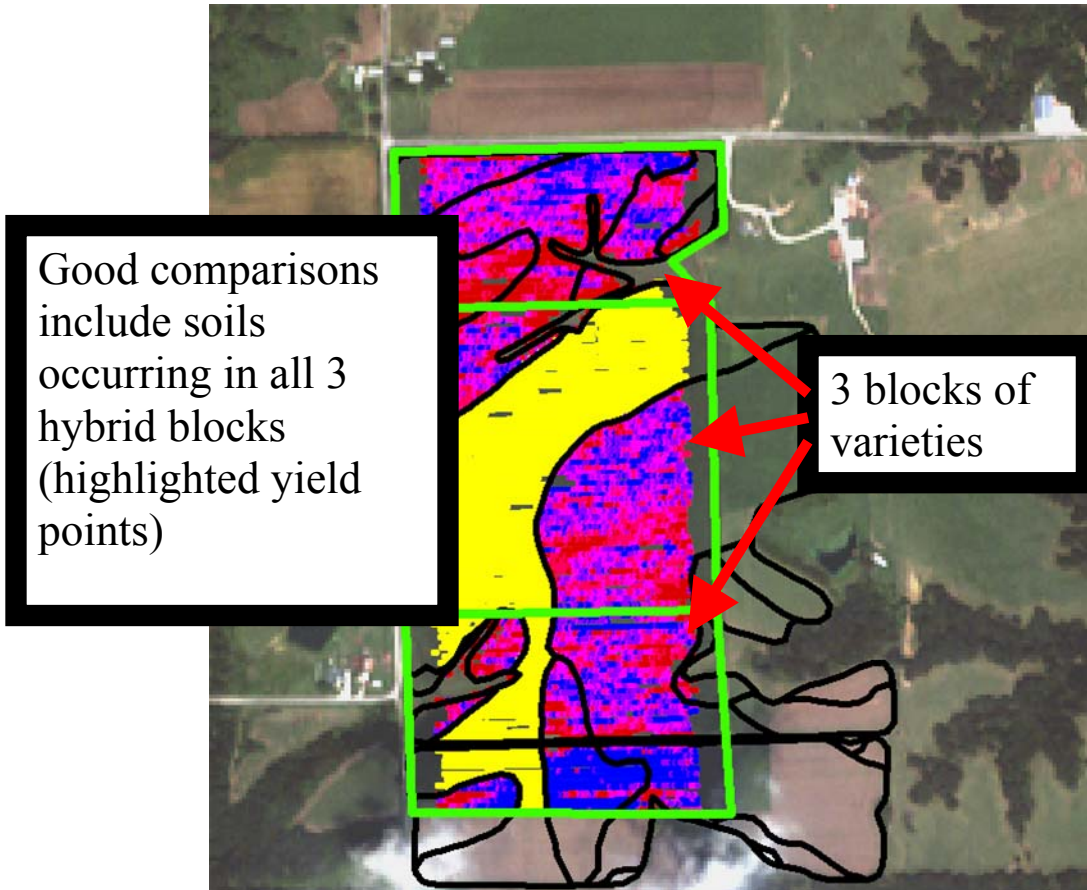 Good comparisons
include soils
occurring in all 3
hybrid blocks
(highlighted yield
points)
3 blocks of
varieties